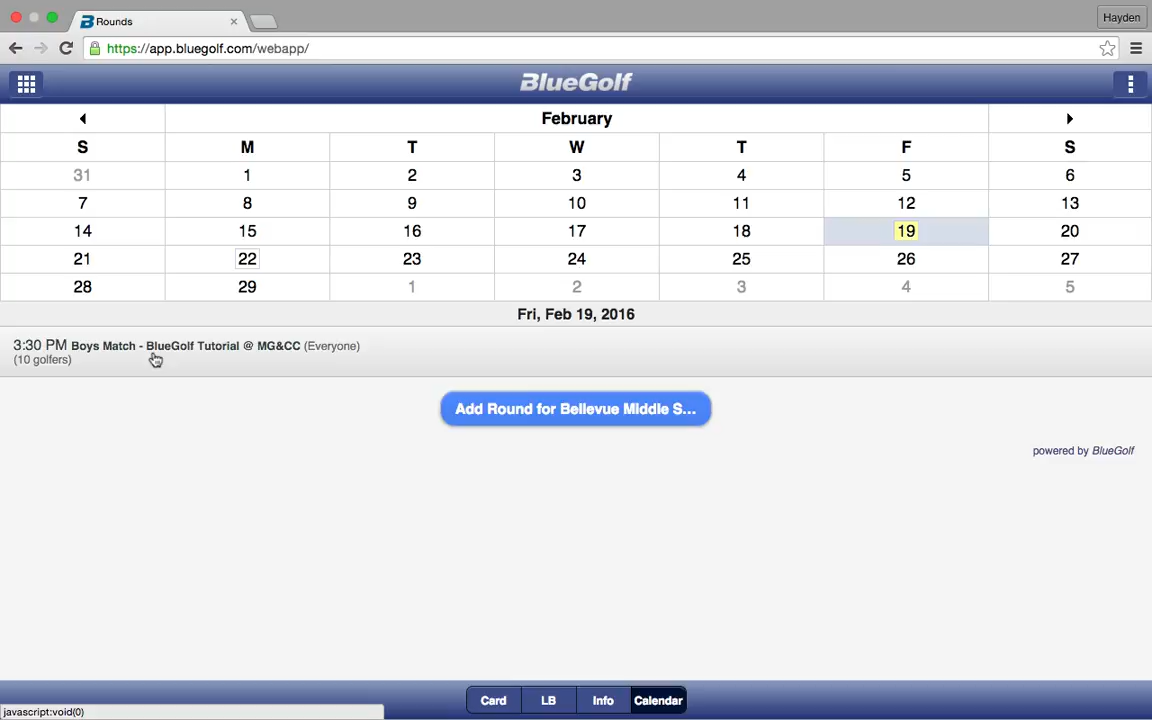 Rounds
Hayden
https://app.bluegolf.com/webapp/
BlueGolf
February
S M T W T F S
31 1 2 3 4 5 6
7 8 9 10 11 12 13
14 15 16 17 18 19 20
21 22 23 24 25 26 27
28 29 1 2 3 4 5
Fri, Feb 19, 2016
3:30 PM Boys Match - BlueGolf Tutorial @ MG&CC (Everyone)
(10 golfers)
Add Round for Bellevue Middle S...
powered by BlueGolf
Card LB Info Calendar
javascript:void(0)